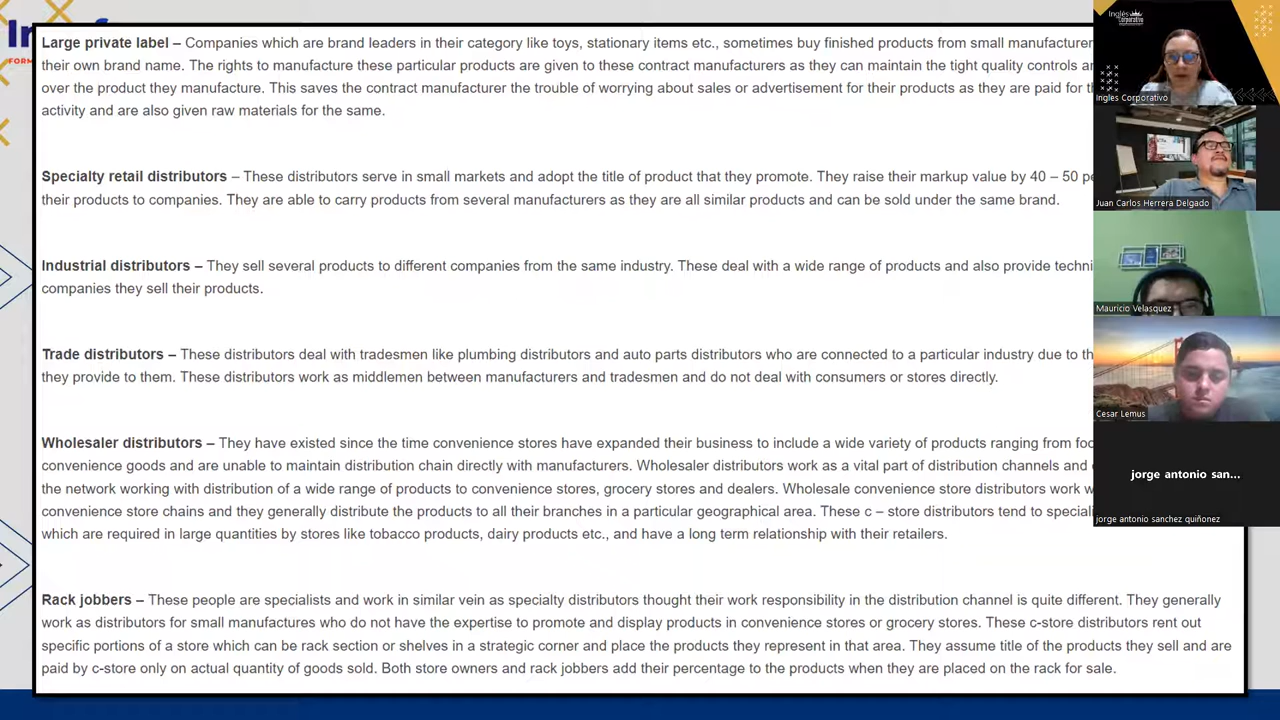 Large private label – Companies which are brand leaders in their category like toys, stationary items etc., sometimes buy finished products from small manufacturer
their own brand name. The rights to manufacture these particular products are given to these contract manufacturers as they can maintain the tight quality controls
over the product they manufacture. This saves the contract manufacturer the trouble of worrying about sales or advertisement for their products as they are paid for
activity and are also given raw materials for the same.
Specialty retail distributors – These distributors serve in small markets and adopt the title of product that they promote. They raise their markup value by 40 – 50
their products to companies. They are able to carry products from several manufacturers as they are all similar products and can be sold under the same brand.
Industrial distributors – They sell several products to different companies from the same industry. These deal with a wide range of products and also provide
companies they sell their products.
Trade distributors – These distributors deal with tradesmen like plumbing distributors and auto parts distributors who are connected to a particular industry due to
they provide to them. These distributors work as middlemen between manufacturers and tradesmen and do not deal with consumers or stores directly.
Wholesaler distributors – They have existed since the time convenience stores have expanded their business to include a wide variety of products ranging from
convenience goods and are unable to maintain distribution chain directly with manufacturers. Wholesaler distributors work as a vital part of distribution channels and
the network working with distribution of a wide range of products to convenience stores, grocery stores and dealers. Wholesale convenience store distributors work
convenience store chains and they generally distribute the products to all their branches in a particular geographical area. These c – store distributors tend to
which are required in large quantities by stores like tobacco products, dairy products etc., and have a long term relationship with their retailers.
Rack jobbers – These people are specialists and work in similar vein as specialty distributors thought their work responsibility in the distribution channel is quite different. They generally
work as distributors for small manufactures who do not have the expertise to promote and display products in convenience stores or grocery stores. These c-store distributors rent out
specific portions of a store which can be rack section or shelves in a strategic corner and place the products they represent in that area. They assume title of the products they sell and are
paid by c-store only on actual quantity of goods sold. Both store owners and rack jobbers add their percentage to the products when they are placed on the rack for sale.
Inglés
Corporativo
Ingles Corporativo
Juan Carlos Herrera Delgado
Mauricio Velasquez
Cesar Lemus
jorge antonio san...
jorge antonio sanchez quiñonez